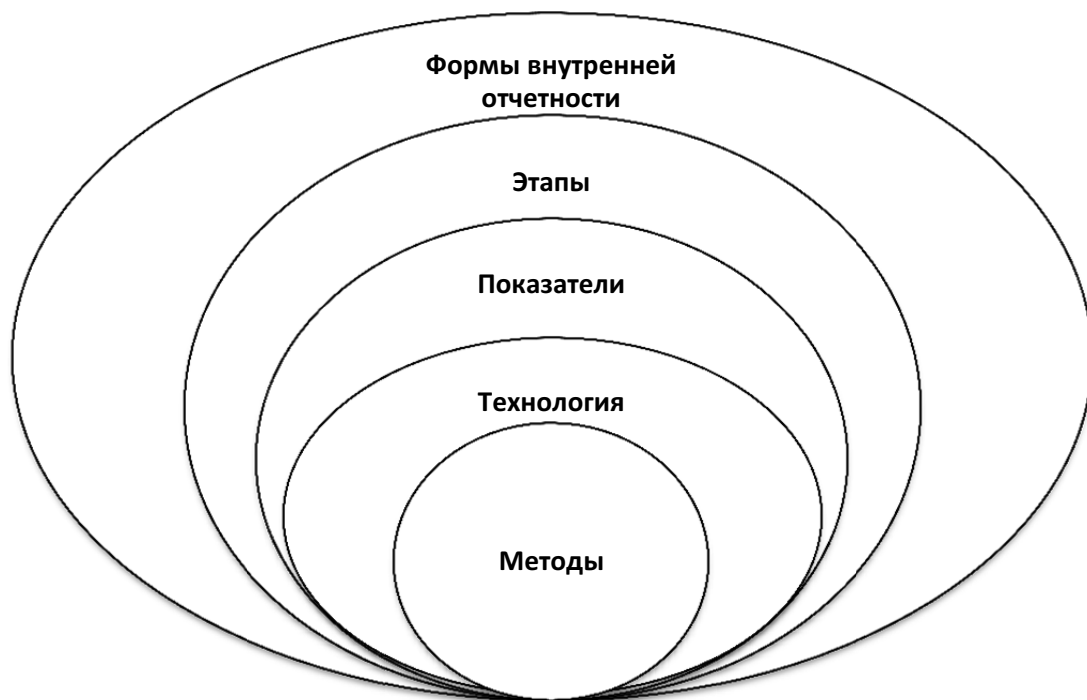 Формы внутренней
отчетности
Этапы
Показатели
Технология
Методы